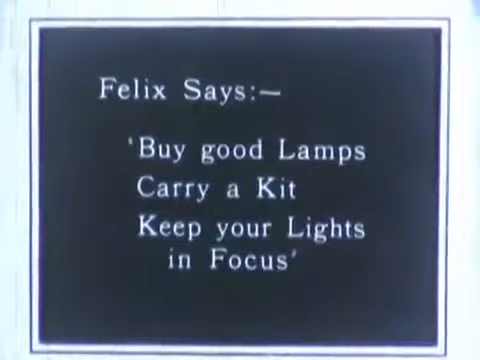 Felix Says:—
'Buy good Lamps
Carry a Kit
Keep your Lights
in Focus'